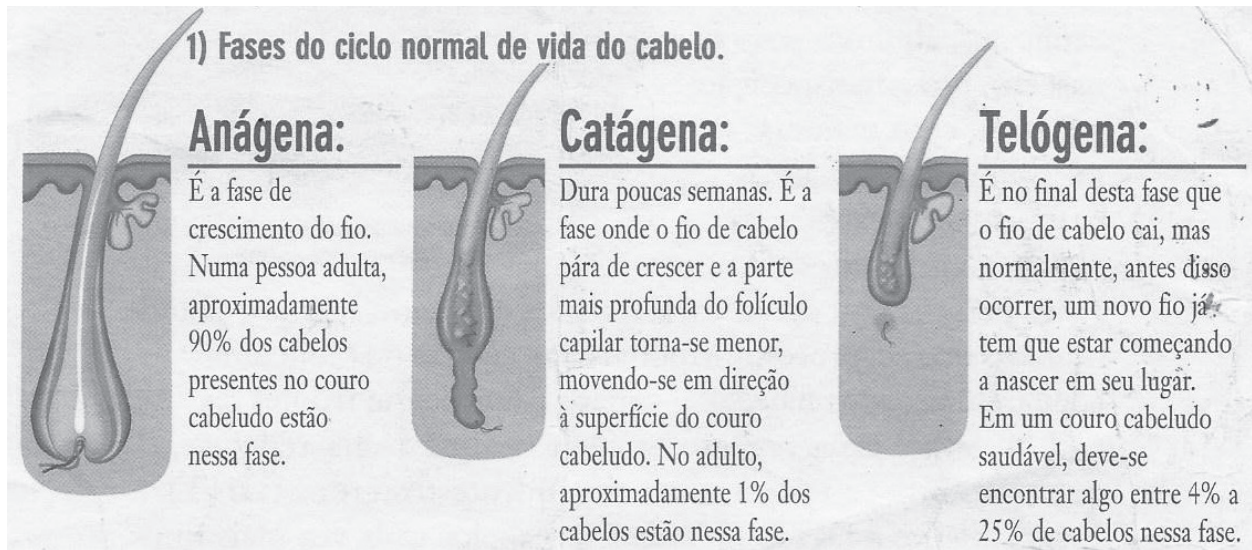 1) Fases do ciclo normal de vida do cabelo.
Anágena:
É a fase de
crescimento do fio.
Numa pessoa adulta,
aproximadamente
90% dos cabelos
presentes no couro
cabeludo estão
nessa fase.
Catágena:
Dura poucas semanas. É a
fase onde o fio de cabelo
pára de crescer e a parte
mais profunda do folículo
capilar torna-se menor,
movendo-se em direção
à superfície do couro
cabeludo. No adulto,
aproximadamente 1% dos
cabelos estão nessa fase.
Telógena:
É no final desta fase que
o fio de cabelo cai, mas
normalmente, antes disso
ocorrer, um novo fio já
tem que estar começando
a nascer em seu lugar.
Em um couro cabeludo
saudável, deve-se
encontrar algo entre 4% a
25% de cabelos nessa fase.